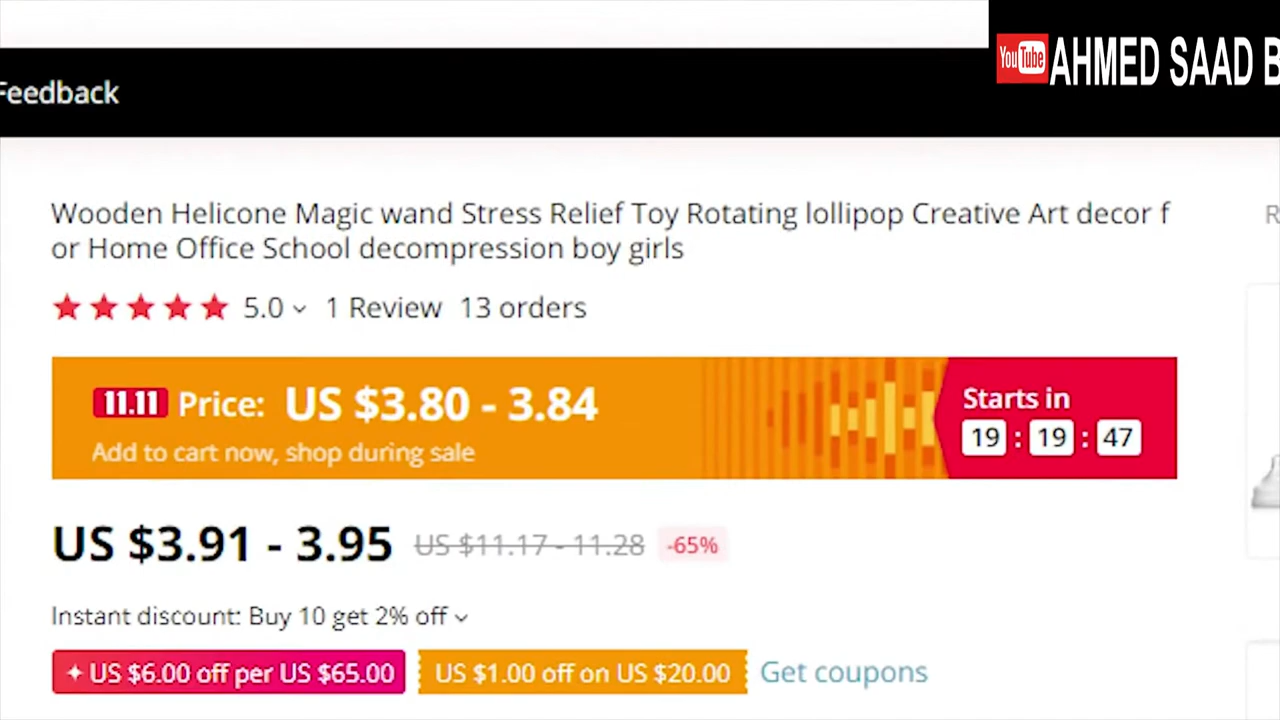 YouTube AHMED SAAD B
Feedback
Wooden Helicone Magic wand Stress Relief Toy Rotating lollipop Creative Art decor f
or Home Office School decompression boy girls
5.0 1 Review 13 orders
11.11 Price: US $3.80 - 3.84
Add to cart now, shop during sale
Starts in
19 : 19 : 47
US $3.91 - 3.95 US $11.17 - 11.28 -65%
Instant discount: Buy 10 get 2% off
US $6.00 off per US $65.00 US $1.00 off on US $20.00 Get coupons